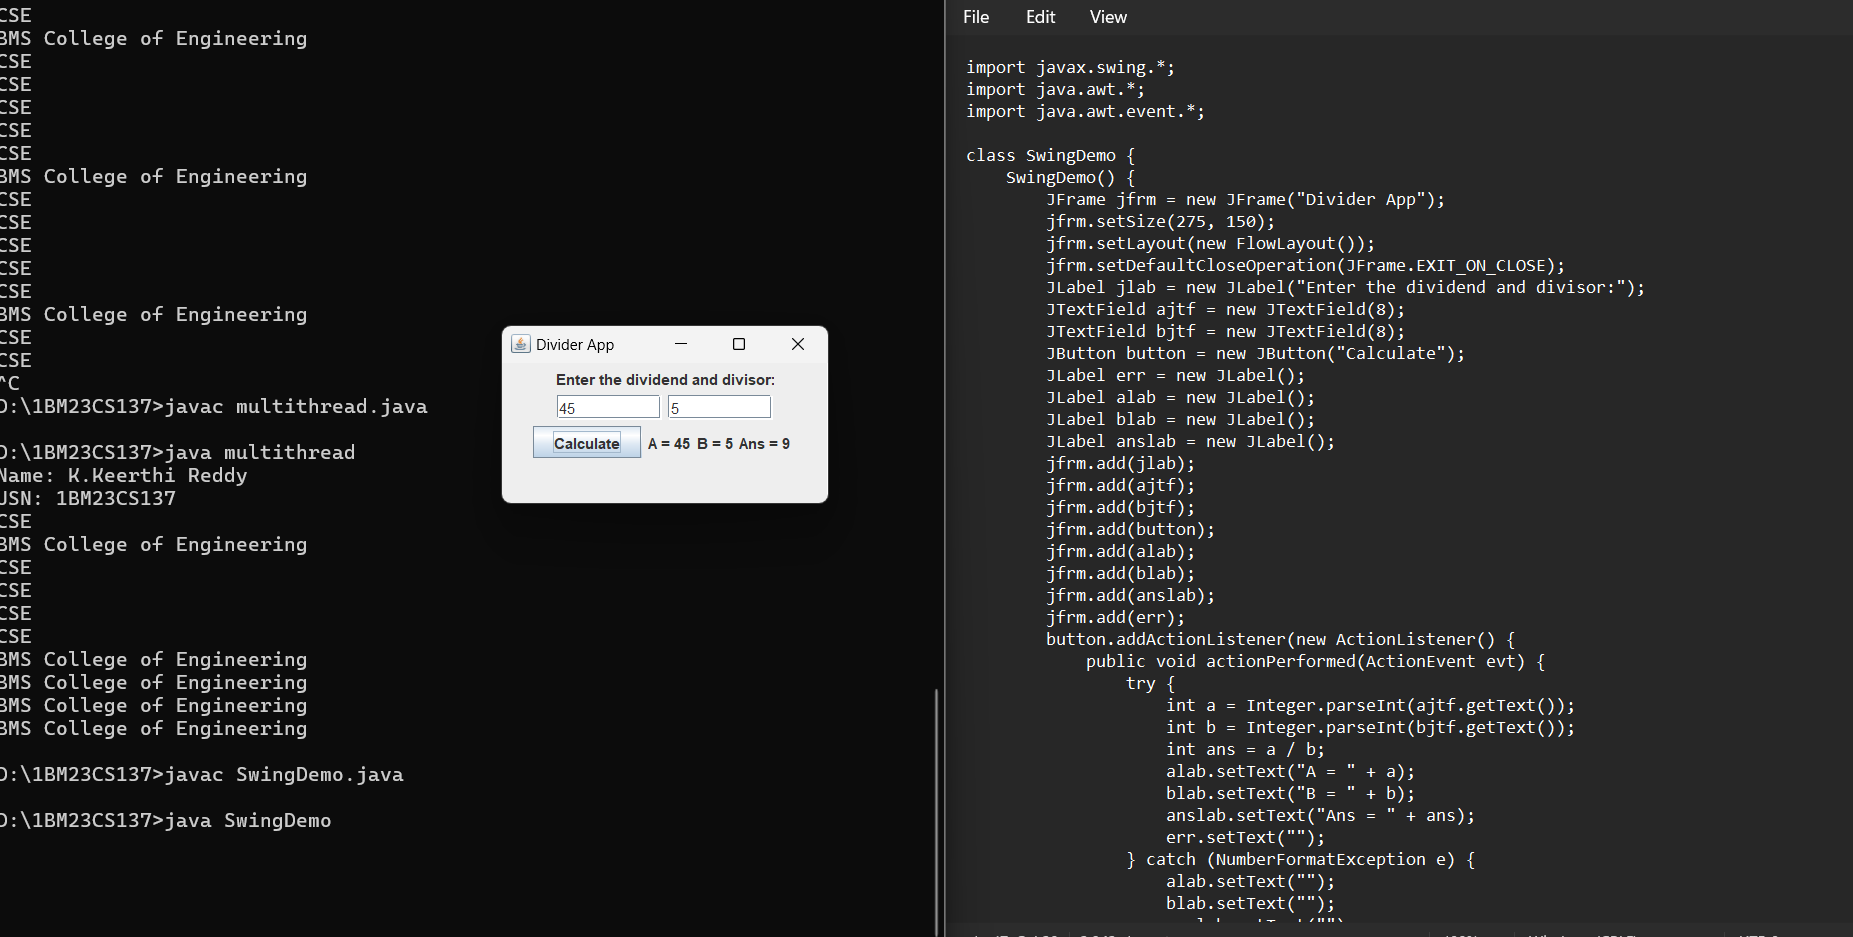 CSE
BMS College of Engineering
CSE
CSE
CSE
CSE
CSE
BMS College of Engineering
CSE
CSE
CSE
CSE
CSE
BMS College of Engineering
CSE
CSE
^C
D:\1BM23CS137>javac multithread.java
D:\1BM23CS137>java multithread
Name: K.Keerthi Reddy
USN: 1BM23CS137
CSE
BMS College of Engineering
CSE
CSE
CSE
CSE
BMS College of Engineering
BMS College of Engineering
BMS College of Engineering
BMS College of Engineering
D:\1BM23CS137>javac SwingDemo.java
D:\1BM23CS137>java SwingDemo
Divider App
Enter the dividend and divisor:
45 5
Calculate A = 45 B = 5 Ans = 9
File Edit View
import javax.swing.*;
import java.awt.*;
import java.awt.event.*;
class SwingDemo {
SwingDemo() {
JFrame jfrm = new JFrame("Divider App");
jfrm.setSize(275, 150);
jfrm.setLayout(new FlowLayout());
jfrm.setDefaultCloseOperation(JFrame.EXIT_ON_CLOSE);
JLabel jlab = new JLabel("Enter the dividend and divisor:");
JTextField ajtf = new JTextField(8);
JTextField bjtf = new JTextField(8);
JButton button = new JButton("Calculate");
JLabel err = new JLabel();
JLabel alab = new JLabel();
JLabel blab = new JLabel();
JLabel anslab = new JLabel();
jfrm.add(jlab);
jfrm.add(ajtf);
jfrm.add(bjtf);
jfrm.add(button);
jfrm.add(alab);
jfrm.add(blab);
jfrm.add(anslab);
jfrm.add(err);
button.addActionListener(new ActionListener() {
public void actionPerformed(ActionEvent evt) {
try {
int a = Integer.parseInt(ajtf.getText());
int b = Integer.parseInt(bjtf.getText());
int ans = a / b;
alab.setText("A = " + a);
blab.setText("B = " + b);
anslab.setText("Ans = " + ans);
err.setText("");
} catch (NumberFormatException e) {
alab.setText("");
blab.setText("");